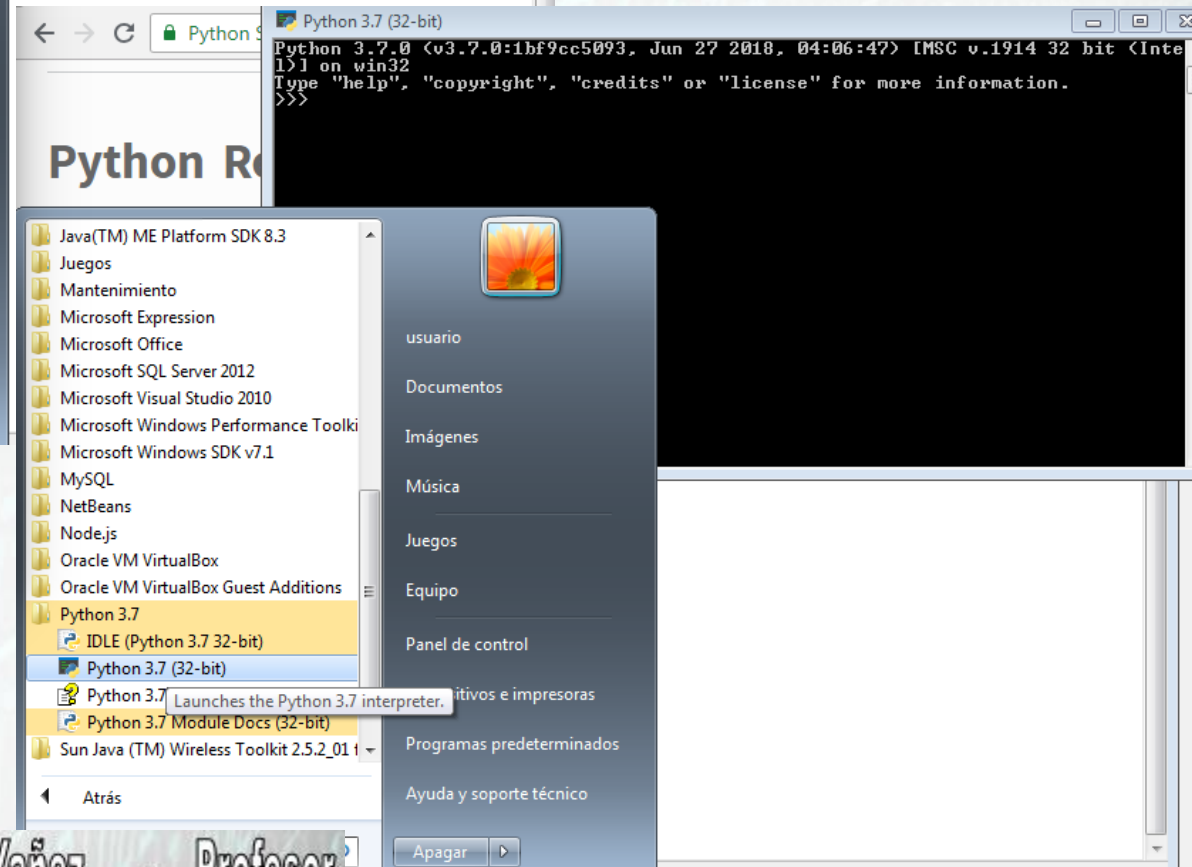 Python S
Python 3.7 (32-bit)
Python 3.7.0 (v3.7.0:1bf9cc5093, Jun 27 2018, 04:06:47) [MSC v.1914 32 bit (Inte
l)] on win32
Type "help", "copyright", "credits" or "license" for more information.
>>>
Python Re
Java(TM) ME Platform SDK 8.3
Juegos
Mantenimiento
Microsoft Expression
Microsoft Office
Microsoft SQL Server 2012
Microsoft Visual Studio 2010
Microsoft Windows Performance Toolki
Microsoft Windows SDK v7.1
MySQL
NetBeans
Node.js
Oracle VM VirtualBox
Oracle VM VirtualBox Guest Additions
Python 3.7
IDLE (Python 3.7 32-bit)
Python 3.7 (32-bit)
Python 3.7
Launches the Python 3.7 interpreter.
Python 3.7 Module Docs (32-bit)
Sun Java (TM) Wireless Toolkit 2.5.2_01 f
Atrás
usuario
Documentos
Imágenes
Música
Juegos
Equipo
Panel de control
sitivos e impresoras
Programas predeterminados
Ayuda y soporte técnico
Apagar
Profesor